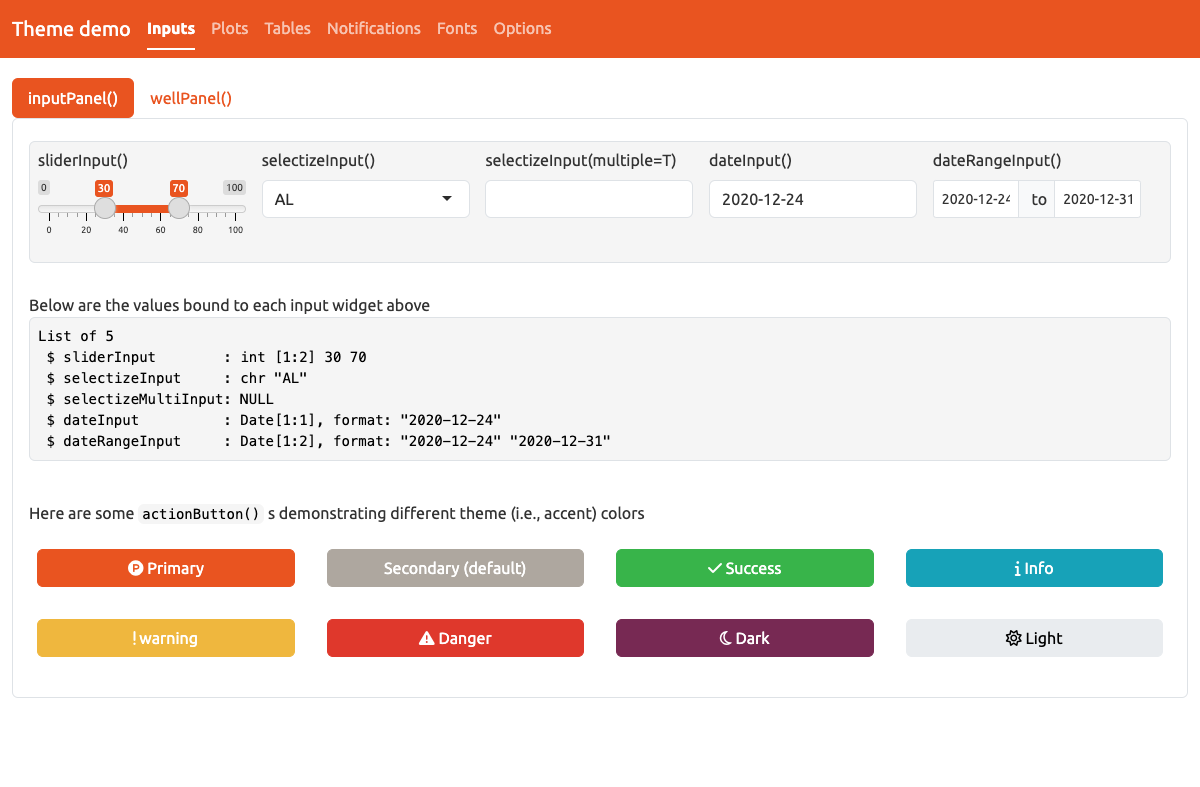 Theme demo Inputs Plots Tables Notifications Fonts Options
inputPanel() wellPanel()
sliderInput() selectizeInput() selectizeInput(multiple=T) dateInput() dateRangeInput()
0 30 70 100
AL 2020-12-24 2020-12-24 to 2020-12-31
0 20 40 60 80 100
Below are the values bound to each input widget above
List of 5
 $ sliderInput        : int [1:2] 30 70
 $ selectizeInput     : chr "AL"
 $ selectizeMultiInput: NULL
 $ dateInput          : Date[1:1], format: "2020-12-24"
 $ dateRangeInput     : Date[1:2], format: "2020-12-24" "2020-12-31"
Here are some actionButton() s demonstrating different theme (i.e., accent) colors
P Primary Secondary (default) Success Info
warning Danger Dark Light